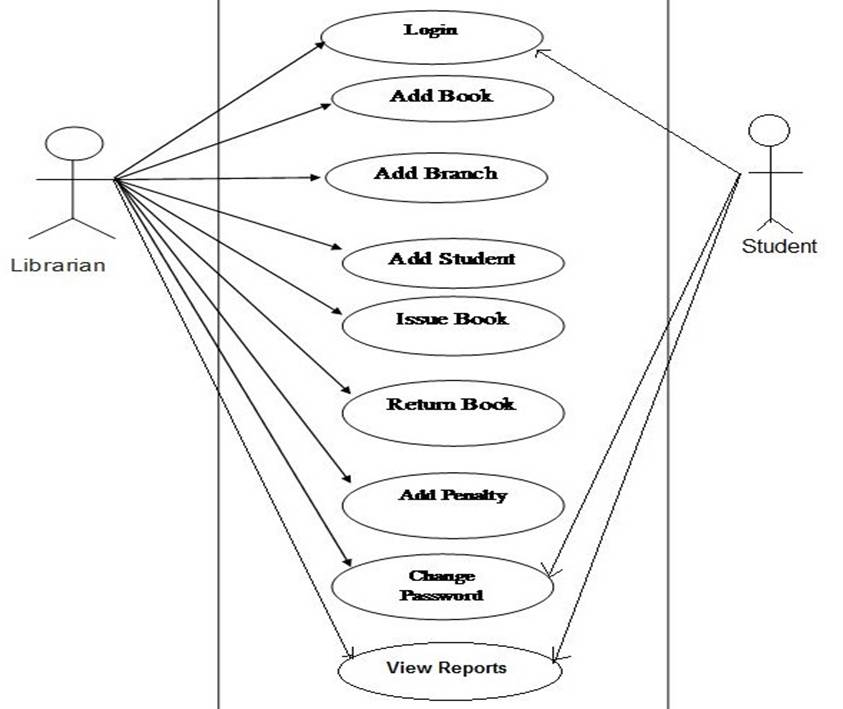 Login
Add Book
Add Branch
Librarian
Student
Add Student
Issue Book
Return Book
Add Penalty
Change
Password
View Reports